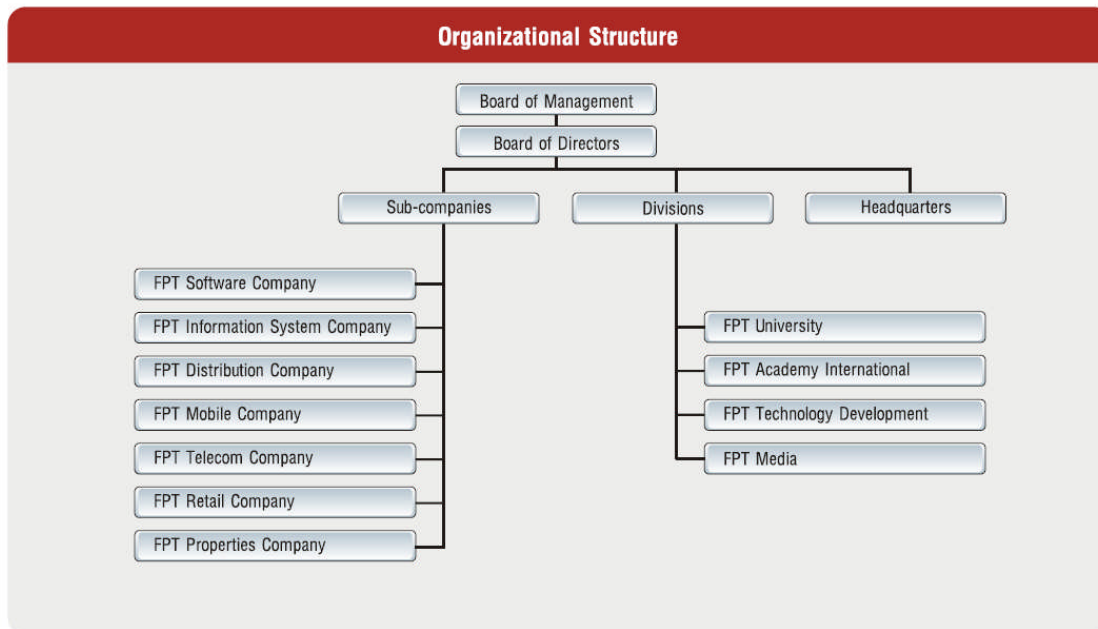 Organizational Structure
Board of Management
Board of Directors
Sub-companies
Divisions
Headquarters
FPT Software Company
FPT Information System Company
FPT Distribution Company
FPT Mobile Company
FPT Telecom Company
FPT Retail Company
FPT Properties Company
FPT University
FPT Academy International
FPT Technology Development
FPT Media